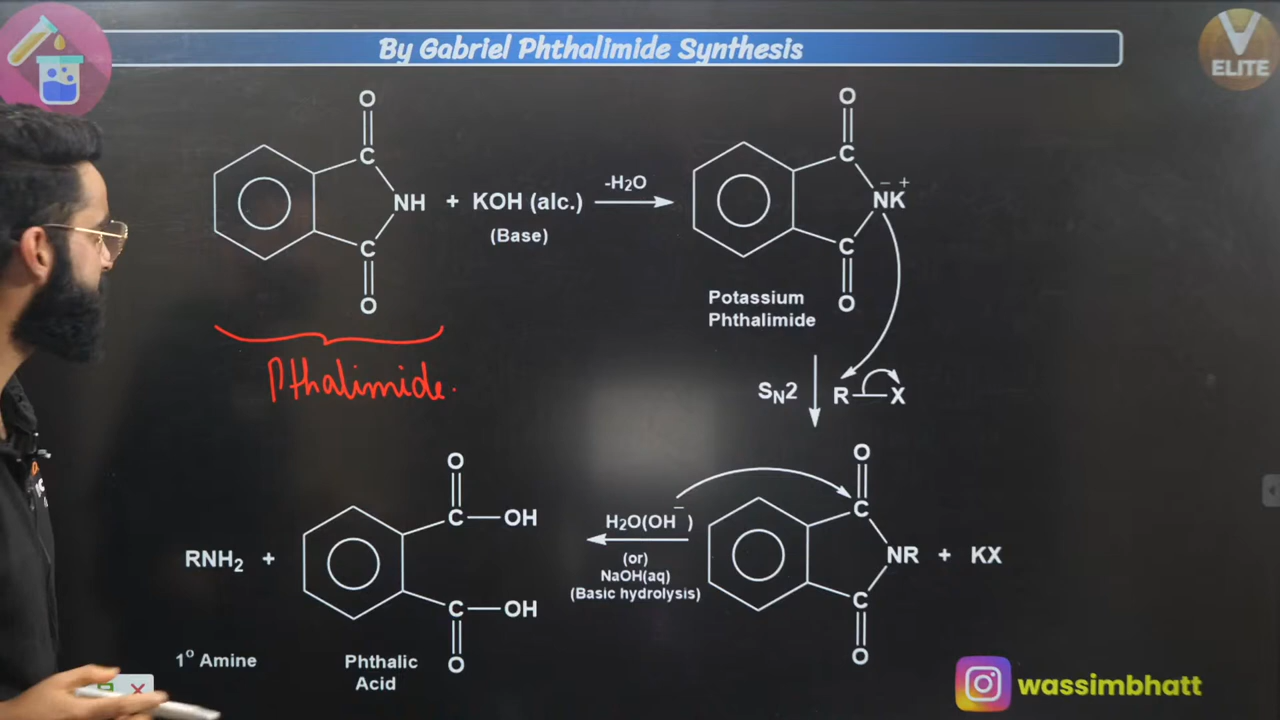 By Gabriel Phthalimide Synthesis
V
ELITE
O
C
NH
C
O
+ KOH (alc.)
(Base)
-H₂O
O
C
NK
− +
C
O
Potassium
Phthalimide
Pthalimide.
SN2
R—X
O
C
NR + KX
C
O
H₂O(OH⁻)
(or)
NaOH(aq)
(Basic hydrolysis)
RNH₂ +
O
C—OH
C—OH
O
1° Amine
Phthalic
Acid
wassimbhatt